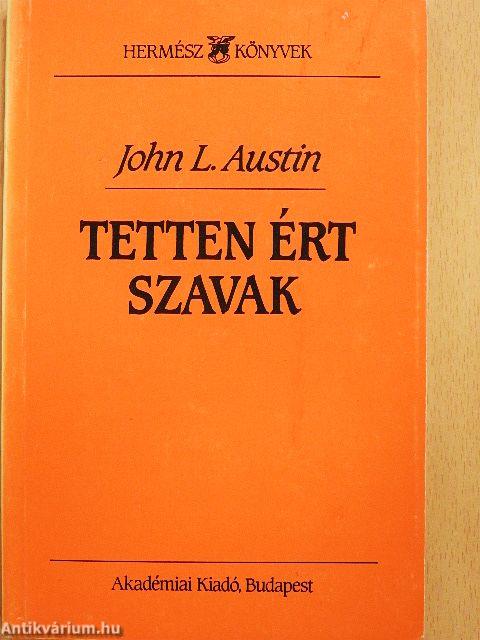 HERMÉSZ KÖNYVEK
John L. Austin
TETTEN ÉRT
SZAVAK
Akadémiai Kiadó, Budapest
Antikvárium.hu